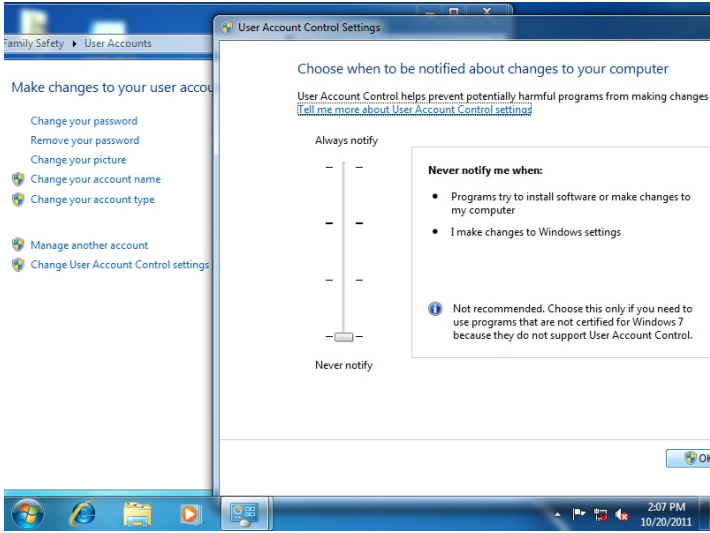 User Account Control Settings
Family Safety ▸ User Accounts
Make changes to your user accou
Change your password
Remove your password
Change your picture
Change your account name
Change your account type
Manage another account
Change User Account Control settings
Choose when to be notified about changes to your computer
User Account Control helps prevent potentially harmful programs from making changes
Tell me more about User Account Control settings
Always notify
Never notify me when:
• Programs try to install software or make changes to
my computer
• I make changes to Windows settings
Not recommended. Choose this only if you need to
use programs that are not certified for Windows 7
because they do not support User Account Control.
Never notify
OK
2:07 PM
10/20/2011